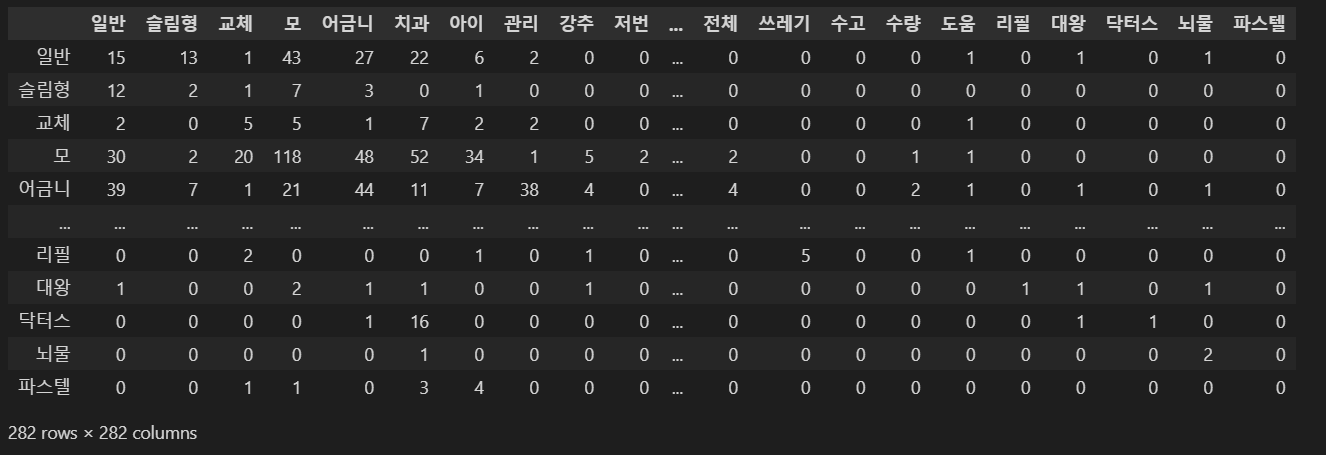 일반 슬림형 교체 모 어금니 치과 아이 관리 강추 저번 ... 전체 쓰레기 수고 수량 도움 리필 대왕 닥터스 뇌물 파스텔
일반 15 13 1 43 27 22 6 2 0 0 ... 0 0 0 0 1 0 1 0 1 0
슬림형 12 2 1 7 3 0 1 0 0 0 ... 0 0 0 0 0 0 0 0 0 0
교체 2 0 5 5 1 7 2 2 0 0 ... 0 0 0 0 1 0 0 0 0 0
모 30 2 20 118 48 52 34 1 5 2 ... 2 0 0 1 1 0 0 0 0 0
어금니 39 7 1 21 44 11 7 38 4 0 ... 4 0 0 2 1 0 1 0 1 0
... ... ... ... ... ... ... ... ... ... ... ... ... ... ... ... ... ... ... ... ... ...
리필 0 0 2 0 0 0 1 0 1 0 ... 0 5 0 0 1 0 0 0 0 0
대왕 1 0 0 2 1 1 0 0 1 0 ... 0 0 0 0 0 1 1 0 1 0
닥터스 0 0 0 0 1 16 0 0 0 0 ... 0 0 0 0 0 0 1 1 0 0
뇌물 0 0 0 0 0 1 0 0 0 0 ... 0 0 0 0 0 0 0 0 2 0
파스텔 0 0 1 1 0 3 4 0 0 0 ... 0 0 0 0 0 0 0 0 0 0
282 rows × 282 columns